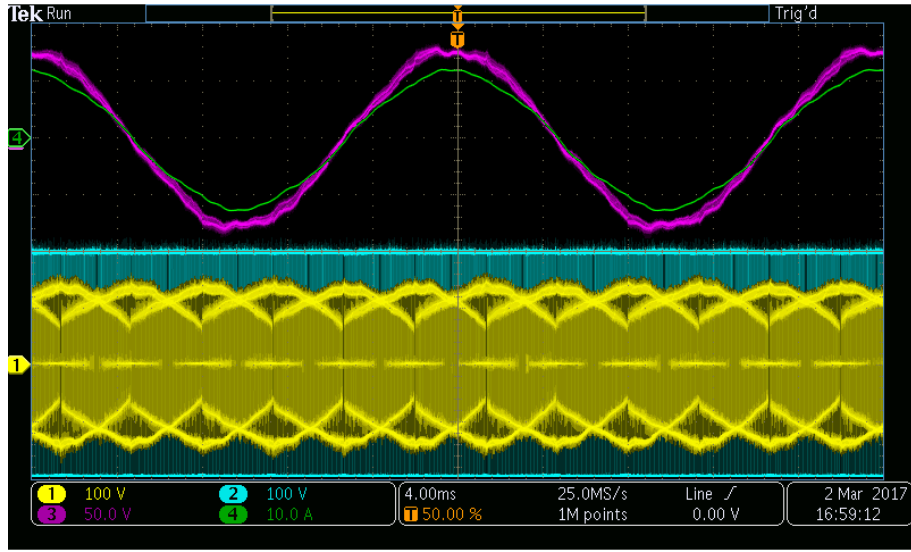 Tek Run Trig'd
T
T
4
1
1 100 V 2 100 V 4.00ms 25.0MS/s Line ƒ 2 Mar 2017
3 50.0 V 4 10.0 A T 50.00 % 1M points 0.00 V 16:59:12